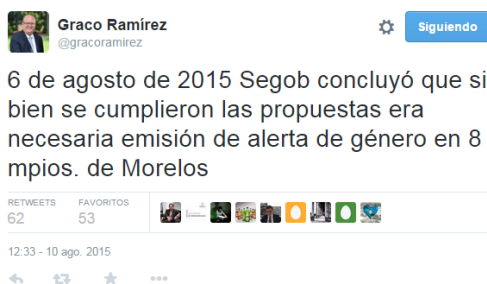 Graco Ramírez
@gracoramirez
Siguiendo
6 de agosto de 2015 Segob concluyó que si
bien se cumplieron las propuestas era
necesaria emisión de alerta de género en 8
mpios. de Morelos
RETWEETS FAVORITOS
62 53
12:33 - 10 ago. 2015